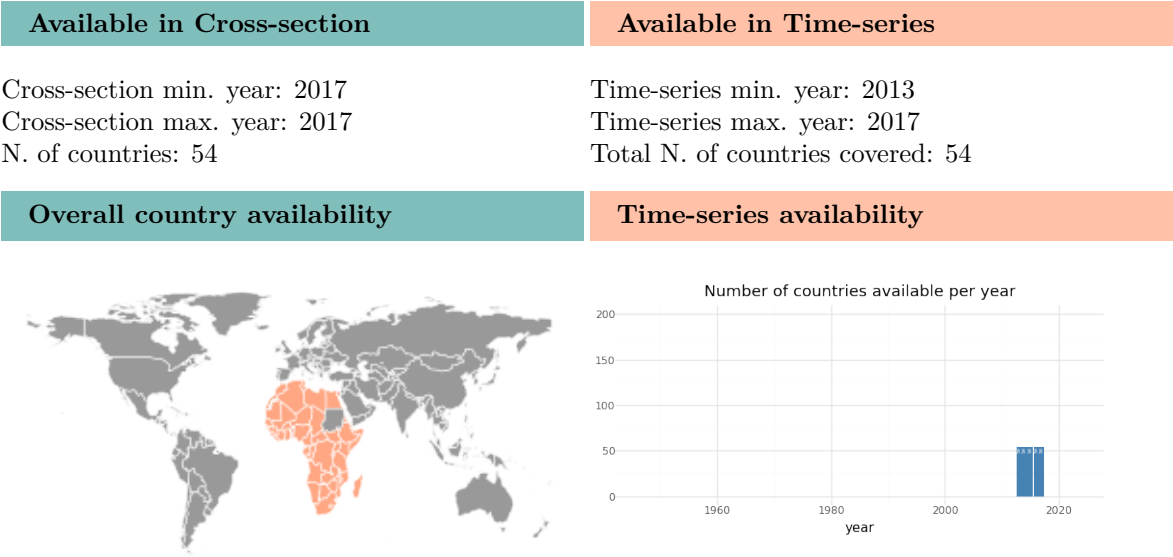 Available in Cross-section
Available in Time-series
Cross-section min. year: 2017
Cross-section max. year: 2017
N. of countries: 54
Time-series min. year: 2013
Time-series max. year: 2017
Total N. of countries covered: 54
Overall country availability
Time-series availability
Number of countries available per year
200
150
100
50
0
1960
1980
2000
2020
year